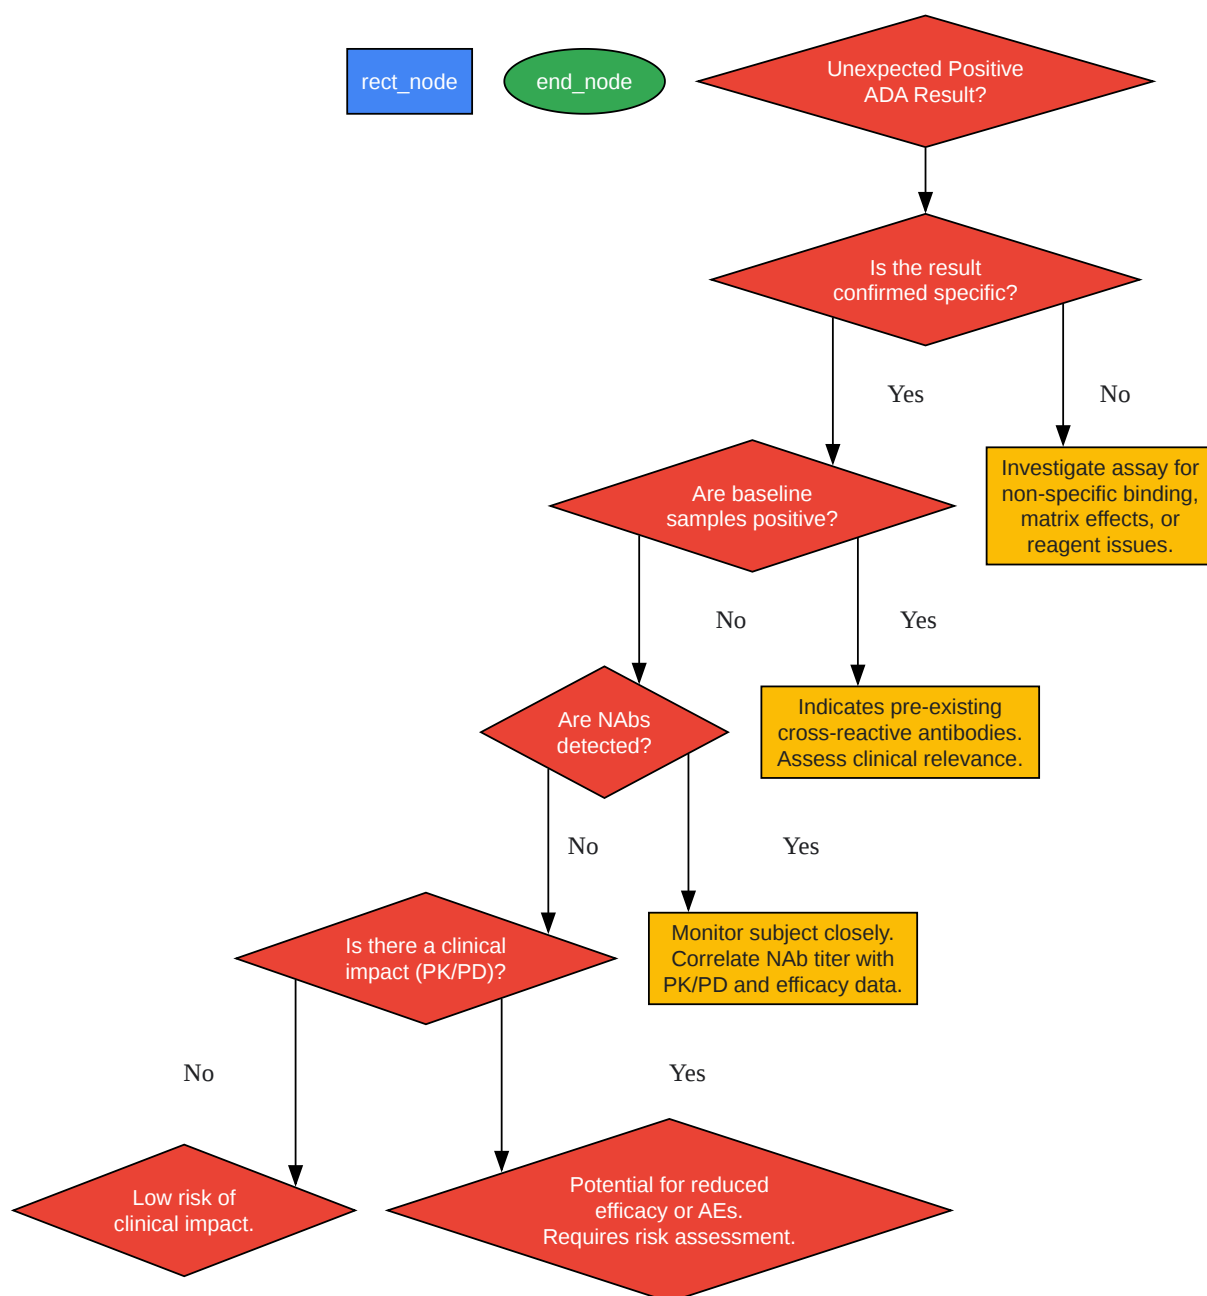 rect_node
end_node
Unexpected Positive
ADA Result?
Is the result
confirmed specific?
Yes
No
Investigate assay for
non-specific binding,
matrix effects, or
reagent issues.
Are baseline
samples positive?
No
Yes
Indicates pre-existing
cross-reactive antibodies.
Assess clinical relevance.
Are NAbs
detected?
No
Yes
Monitor subject closely.
Correlate NAb titer with
PK/PD and efficacy data.
Is there a clinical
impact (PK/PD)?
No
Yes
Low risk of
clinical impact.
Potential for reduced
efficacy or AEs.
Requires risk assessment.